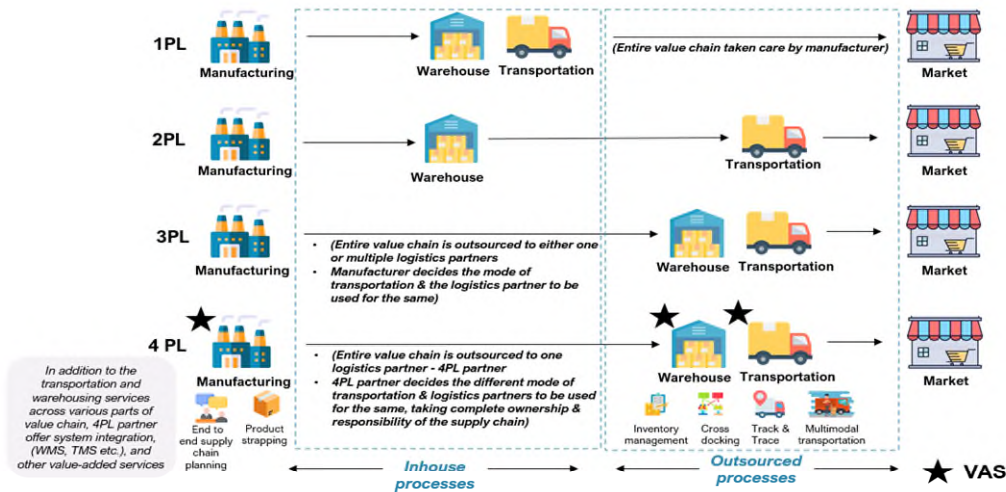 1PL
Manufacturing
Warehouse
Transportation
(Entire value chain taken care by manufacturer)
Market
2PL
Manufacturing
Warehouse
Transportation
Market
3PL
Manufacturing
• (Entire value chain is outsourced to either one
or multiple logistics partners
• Manufacturer decides the mode of
transportation & the logistics partner to be
used for the same)
Warehouse
Transportation
Market
4 PL
Manufacturing
• (Entire value chain is outsourced to one
logistics partner - 4PL partner
• 4PL partner decides the different mode of
transportation & logistics partners to be used
for the same, taking complete ownership &
responsibility of the supply chain)
Warehouse
Transportation
Market
In addition to the
transportation and
warehousing services
across various parts of
value chain, 4PL partner
offer system integration,
(WMS, TMS etc.), and
other value-added services
End to
end supply
chain
planning
Product
strapping
Inventory
management
Cross
docking
Track &
Trace
Multimodal
transportation
Inhouse
processes
Outsourced
processes
VAS